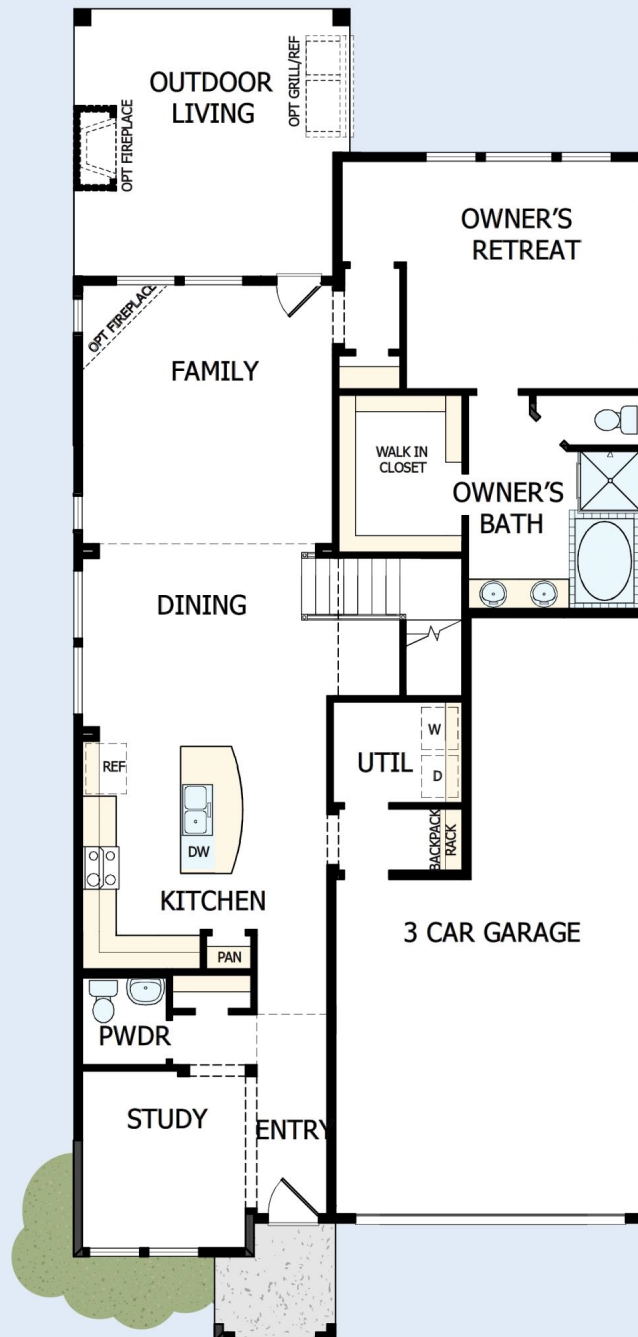 OUTDOOR
LIVING
OPT GRILL/REF
OPT FIREPLACE
OWNER'S
RETREAT
OPT FIREPLACE
FAMILY
WALK IN
CLOSET
OWNER'S
BATH
DINING
W
UTIL
D
REF
DW
BACKPACK
RACK
KITCHEN
3 CAR GARAGE
PAN
PWDR
STUDY
ENTRY